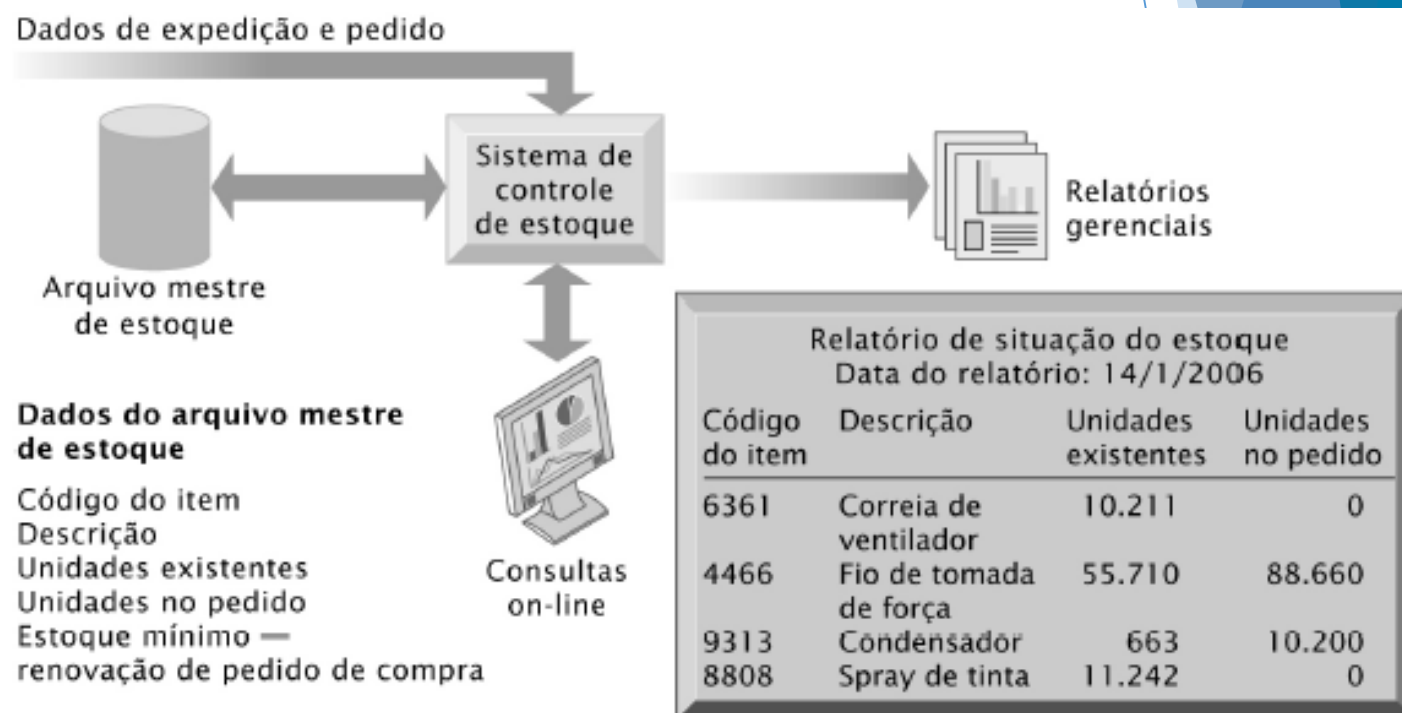 Dados de expedição e pedido
Sistema de
controle
de estoque
Relatórios
gerenciais
Arquivo mestre
de estoque
Consultas
on-line
Dados do arquivo mestre
de estoque
Código do item
Descrição
Unidades existentes
Unidades no pedido
Estoque mínimo —
renovação de pedido de compra
Relatório de situação do estoque
Data do relatório: 14/1/2006
Código do item Descrição Unidades existentes Unidades no pedido
6361 Correia de ventilador 10.211 0
4466 Fio de tomada de força 55.710 88.660
9313 Condensador 663 10.200
8808 Spray de tinta 11.242 0